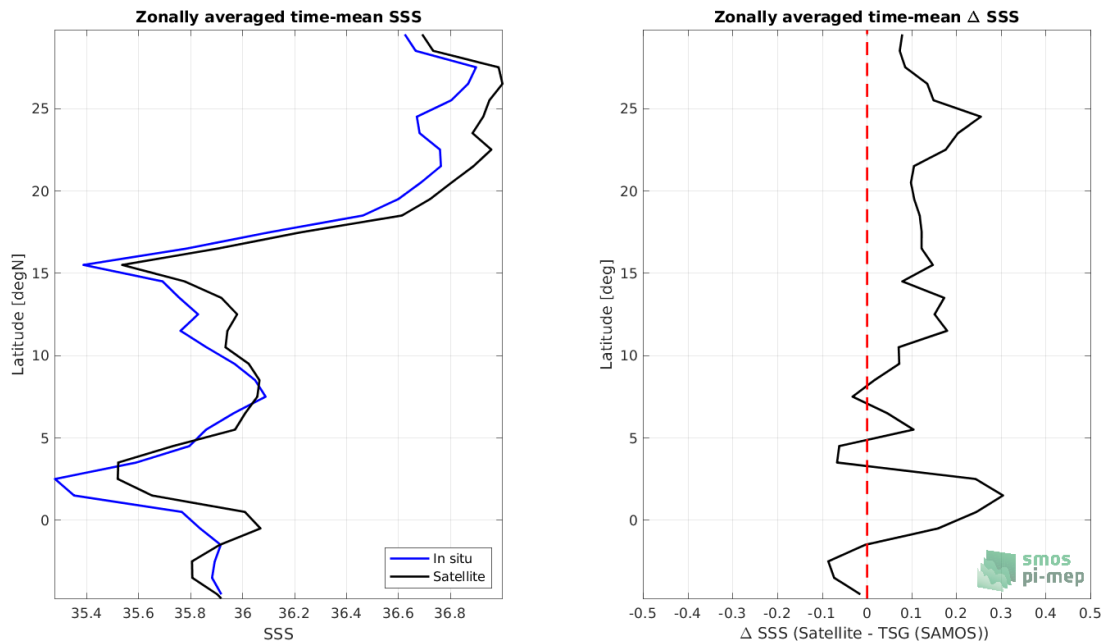 Zonally averaged time-mean SSS
Latitude [degN]
25
20
15
10
5
0
35.4 35.6 35.8 36 36.2 36.4 36.6 36.8
SSS
In situ
Satellite
Zonally averaged time-mean Δ SSS
Latitude [deg]
25
20
15
10
5
0
-0.5 -0.4 -0.3 -0.2 -0.1 0 0.1 0.2 0.3 0.4 0.5
Δ SSS (Satellite - TSG (SAMOS))
smos
pi-mep